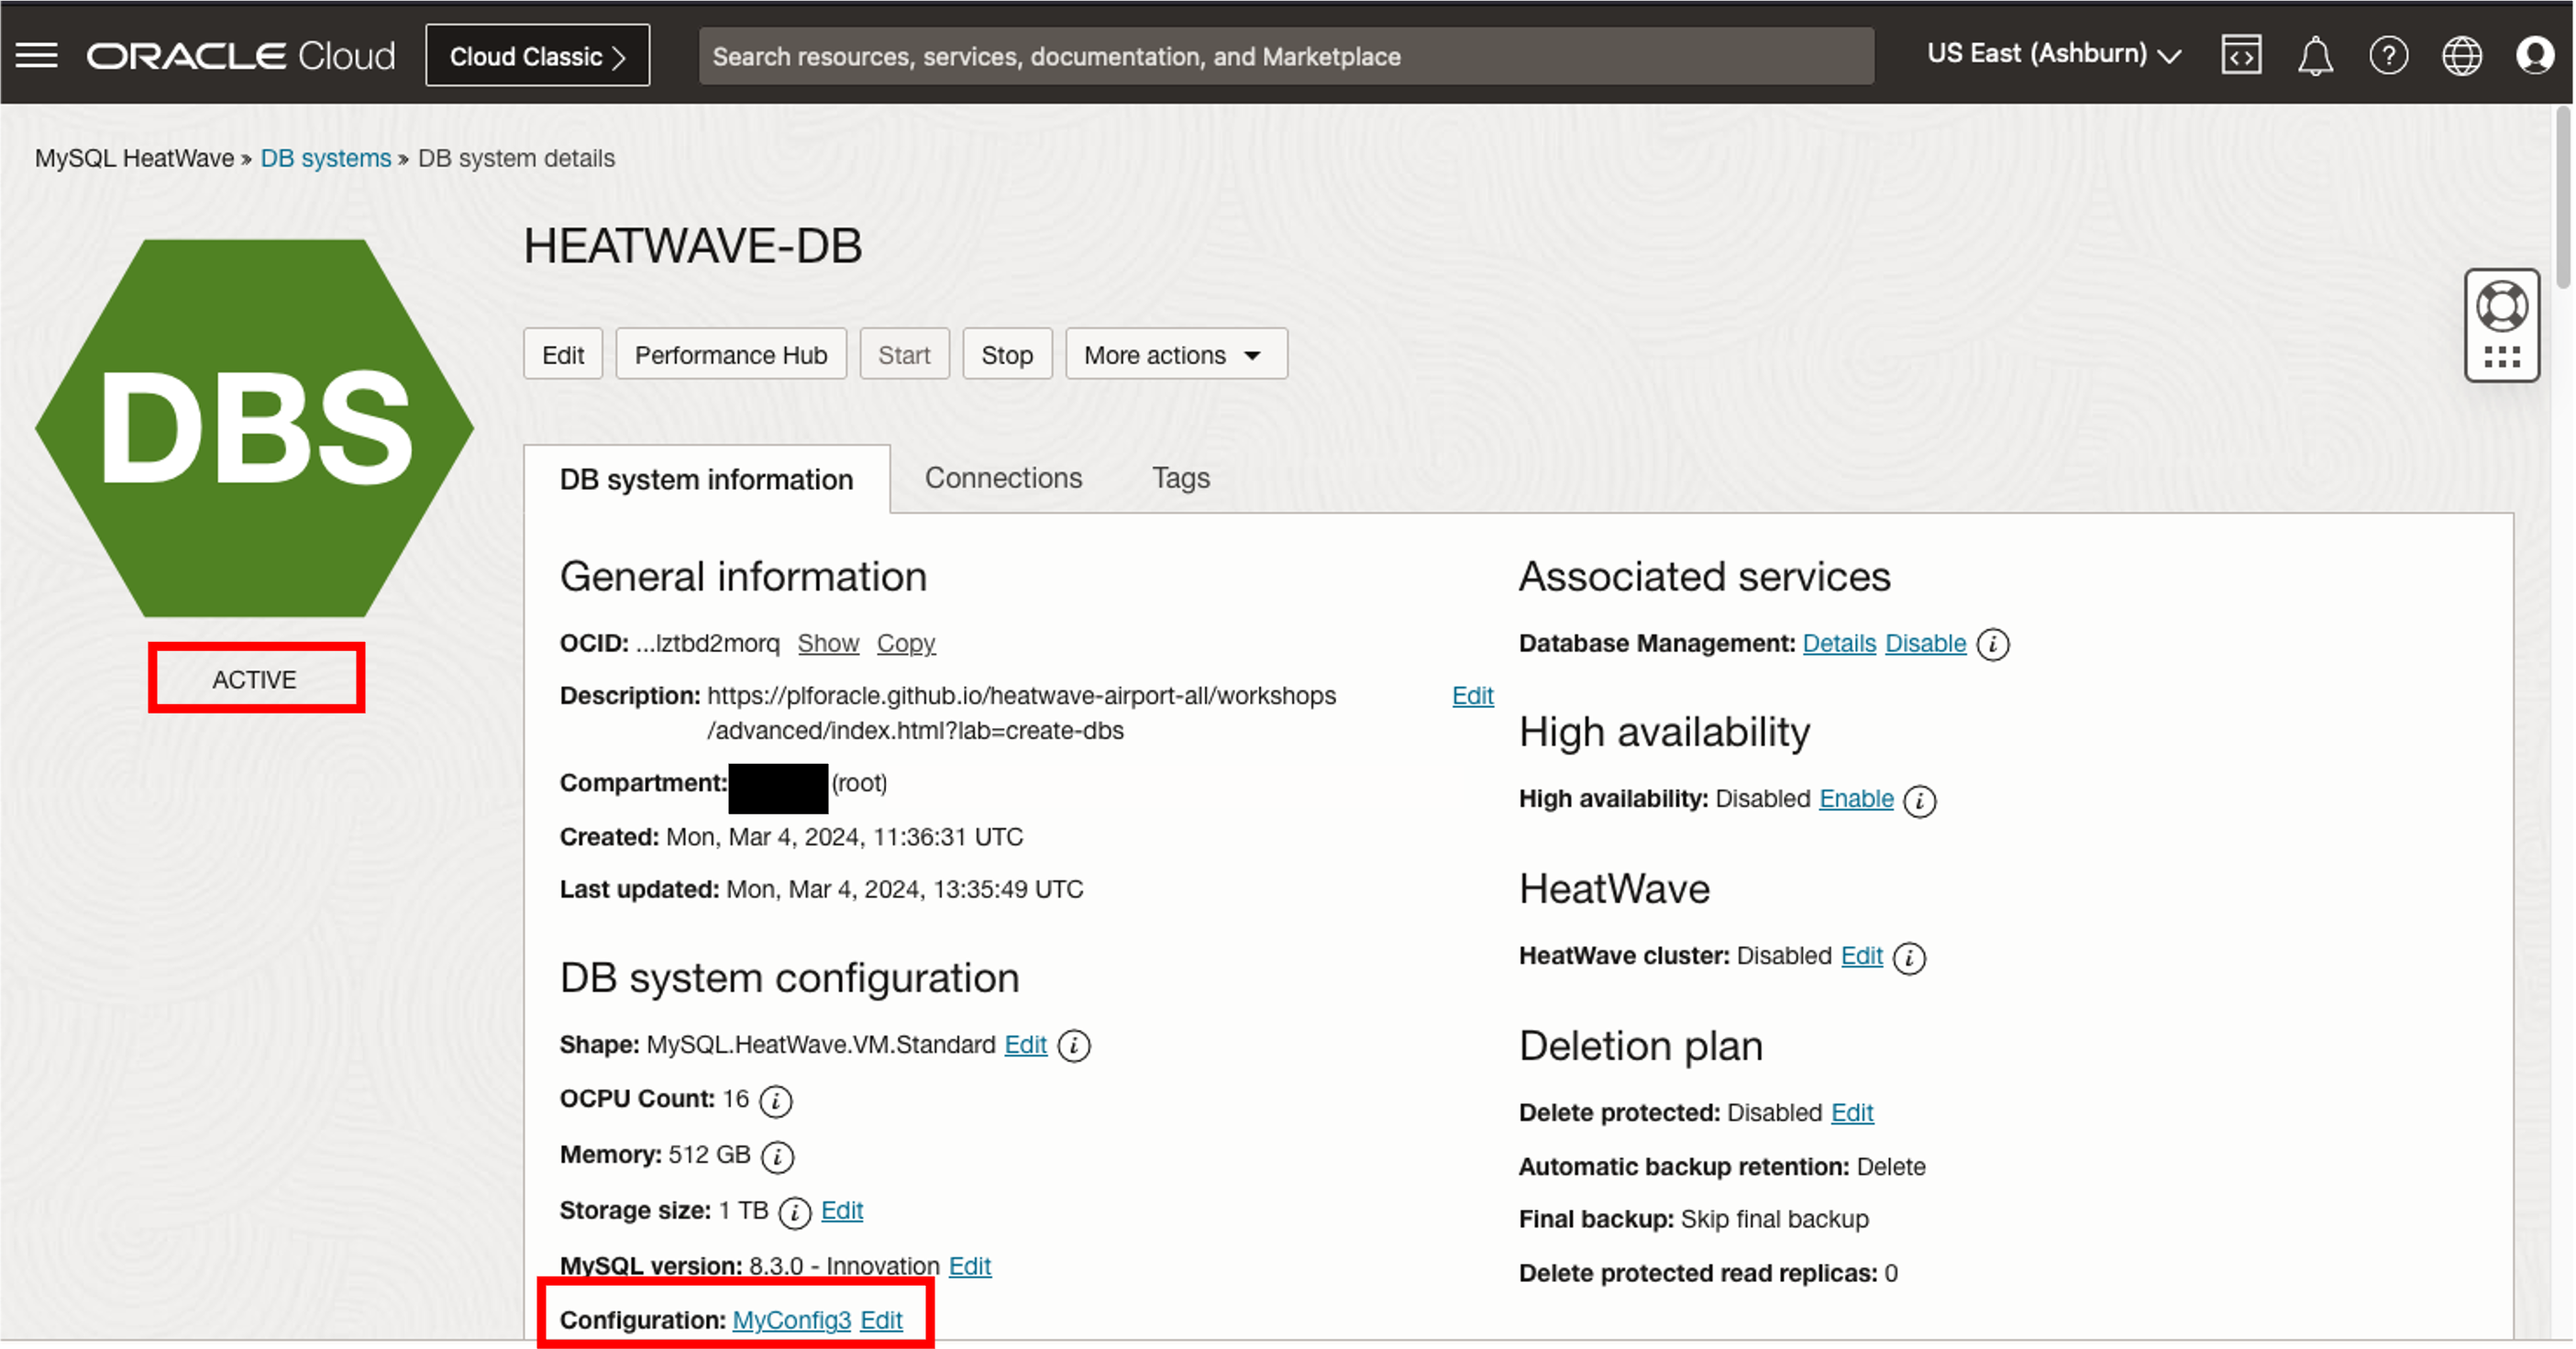 ORACLE Cloud
Cloud Classic >
Search resources, services, documentation, and Marketplace
US East (Ashburn)
MySQL HeatWave » DB systems » DB system details
DBS
ACTIVE
HEATWAVE-DB
Edit
Performance Hub
Start
Stop
More actions
DB system information
Connections
Tags
General information
OCID: ...lztbd2morq Show Copy
Description: https://plforacle.github.io/heatwave-airport-all/workshops Edit
/advanced/index.html?lab=create-dbs
Compartment: (root)
Created: Mon, Mar 4, 2024, 11:36:31 UTC
Last updated: Mon, Mar 4, 2024, 13:35:49 UTC
DB system configuration
Shape: MySQL.HeatWave.VM.Standard Edit
OCPU Count: 16
Memory: 512 GB
Storage size: 1 TB Edit
MySQL version: 8.3.0 - Innovation Edit
Configuration: MyConfig3 Edit
Associated services
Database Management: Details Disable
High availability
High availability: Disabled Enable
HeatWave
HeatWave cluster: Disabled Edit
Deletion plan
Delete protected: Disabled Edit
Automatic backup retention: Delete
Final backup: Skip final backup
Delete protected read replicas: 0